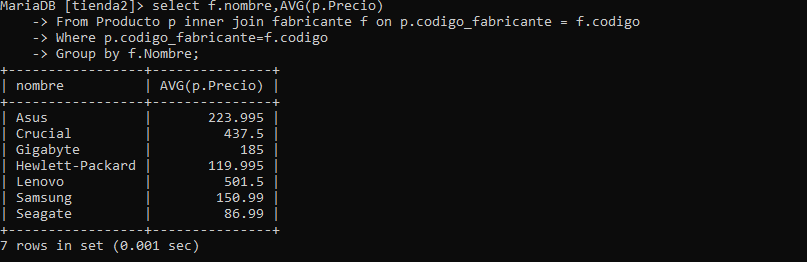 MariaDB [tienda2]> select f.nombre,AVG(p.Precio)
    -> From Producto p inner join fabricante f on p.codigo_fabricante = f.codigo
    -> Where p.codigo_fabricante=f.codigo
    -> Group by f.Nombre;
+-----------------+---------------+
| nombre          | AVG(p.Precio) |
+-----------------+---------------+
| Asus            |       223.995 |
| Crucial         |         437.5 |
| Gigabyte        |           185 |
| Hewlett-Packard |       119.995 |
| Lenovo          |         501.5 |
| Samsung         |        150.99 |
| Seagate         |         86.99 |
+-----------------+---------------+
7 rows in set (0.001 sec)